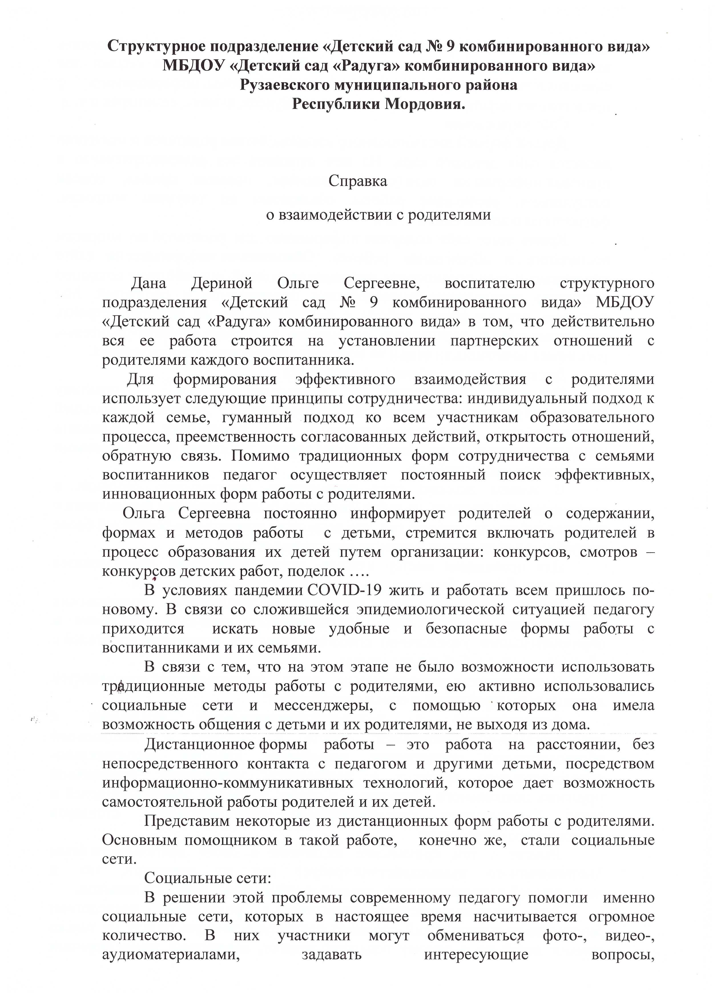 Структурное подразделение «Детский сад № 9 комбинированного вида»
МБДОУ «Детский сад «Радуга» комбинированного вида»
Рузаевского муниципального района
Республики Мордовия.
Справка
о взаимодействии с родителями
Дана Дериной Ольге Сергеевне, воспитателю структурного
подразделения «Детский сад № 9 комбинированного вида» МБДОУ
«Детский сад «Радуга» комбинированного вида» в том, что действительно
вся ее работа строится на установлении партнерских отношений с
родителями каждого воспитанника.
Для формирования эффективного взаимодействия с родителями
использует следующие принципы сотрудничества: индивидуальный подход к
каждой семье, гуманный подход ко всем участникам образовательного
процесса, преемственность согласованных действий, открытость отношений,
обратную связь. Помимо традиционных форм сотрудничества с семьями
воспитанников педагог осуществляет постоянный поиск эффективных,
инновационных форм работы с родителями.
Ольга Сергеевна постоянно информирует родителей о содержании,
формах и методов работы с детьми, стремится включать родителей в
процесс образования их детей путем организации: конкурсов, смотров –
конкурсов детских работ, поделок ….
В условиях пандемии COVID-19 жить и работать всем пришлось по-
новому. В связи со сложившейся эпидемиологической ситуацией педагогу
приходится искать новые удобные и безопасные формы работы с
воспитанниками и их семьями.
В связи с тем, что на этом этапе не было возможности использовать
традиционные методы работы с родителями, ею активно использовались
социальные сети и мессенджеры, с помощью которых она имела
возможность общения с детьми и их родителями, не выходя из дома.
Дистанционное формы работы – это работа на расстоянии, без
непосредственного контакта с педагогом и другими детьми, посредством
информационно-коммуникативных технологий, которое дает возможность
самостоятельной работы родителей и их детей.
Представим некоторые из дистанционных форм работы с родителями.
Основным помощником в такой работе, конечно же, стали социальные
сети.
Социальные сети:
В решении этой проблемы современному педагогу помогли именно
социальные сети, которых в настоящее время насчитывается огромное
количество. В них участники могут обмениваться фото-, видео-,
аудиоматериалами, задавать интересующие вопросы,